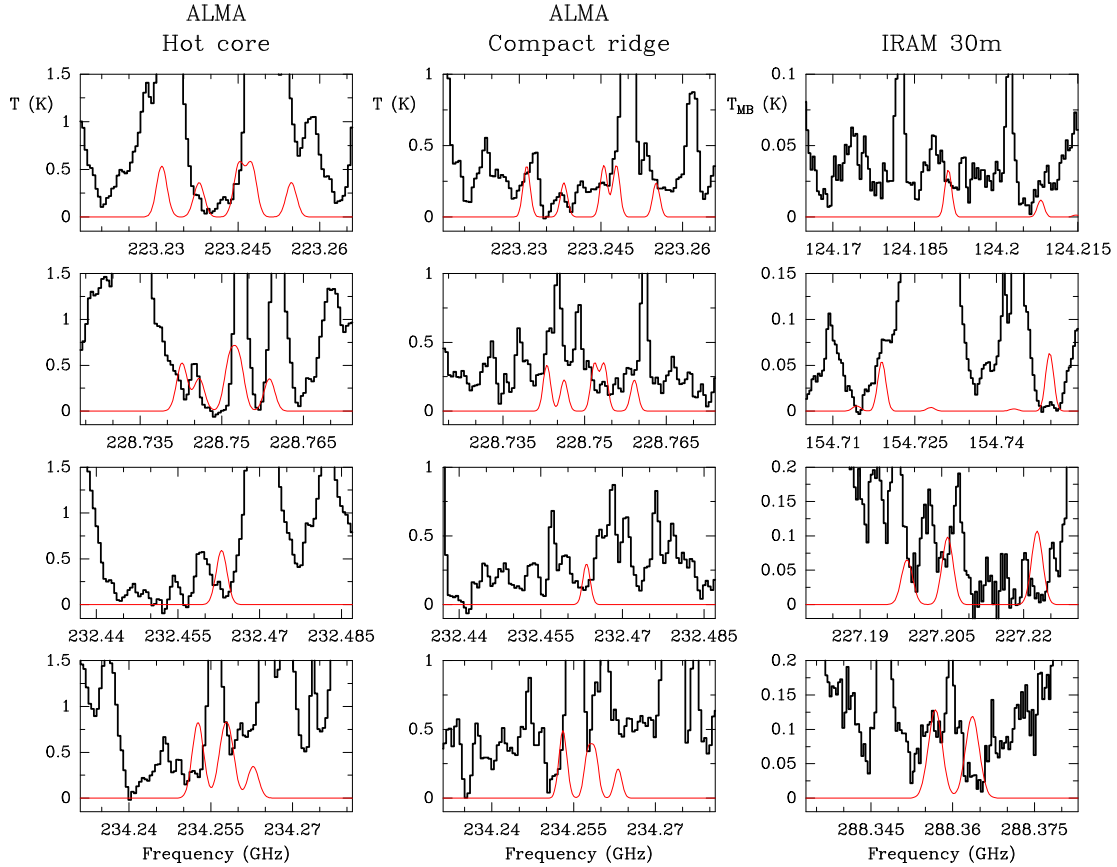 ALMA ALMA
Hot core Compact ridge IRAM 30m
1.5 1 0.1
T (K) T (K) T_MB (K)
1 0.05
0.5 0.5
0 0 0
223.23 223.245 223.26 223.23 223.245 223.26 124.17 124.185 124.2 124.215
1.5 1 0.15
1 0.1
0.5 0.5 0.05
0 0 0
228.735 228.75 228.765 228.735 228.75 228.765 154.71 154.725 154.74
1.5 1 0.2
1 0.15
0.5 0.5 0.1
0.05
0 0 0
232.44 232.455 232.47 232.485 232.44 232.455 232.47 232.485 227.19 227.205 227.22
1.5 1 0.2
1 0.15
0.5 0.5 0.1
0.05
0 0 0
234.24 234.255 234.27 234.24 234.255 234.27 288.345 288.36 288.375
Frequency (GHz) Frequency (GHz) Frequency (GHz)